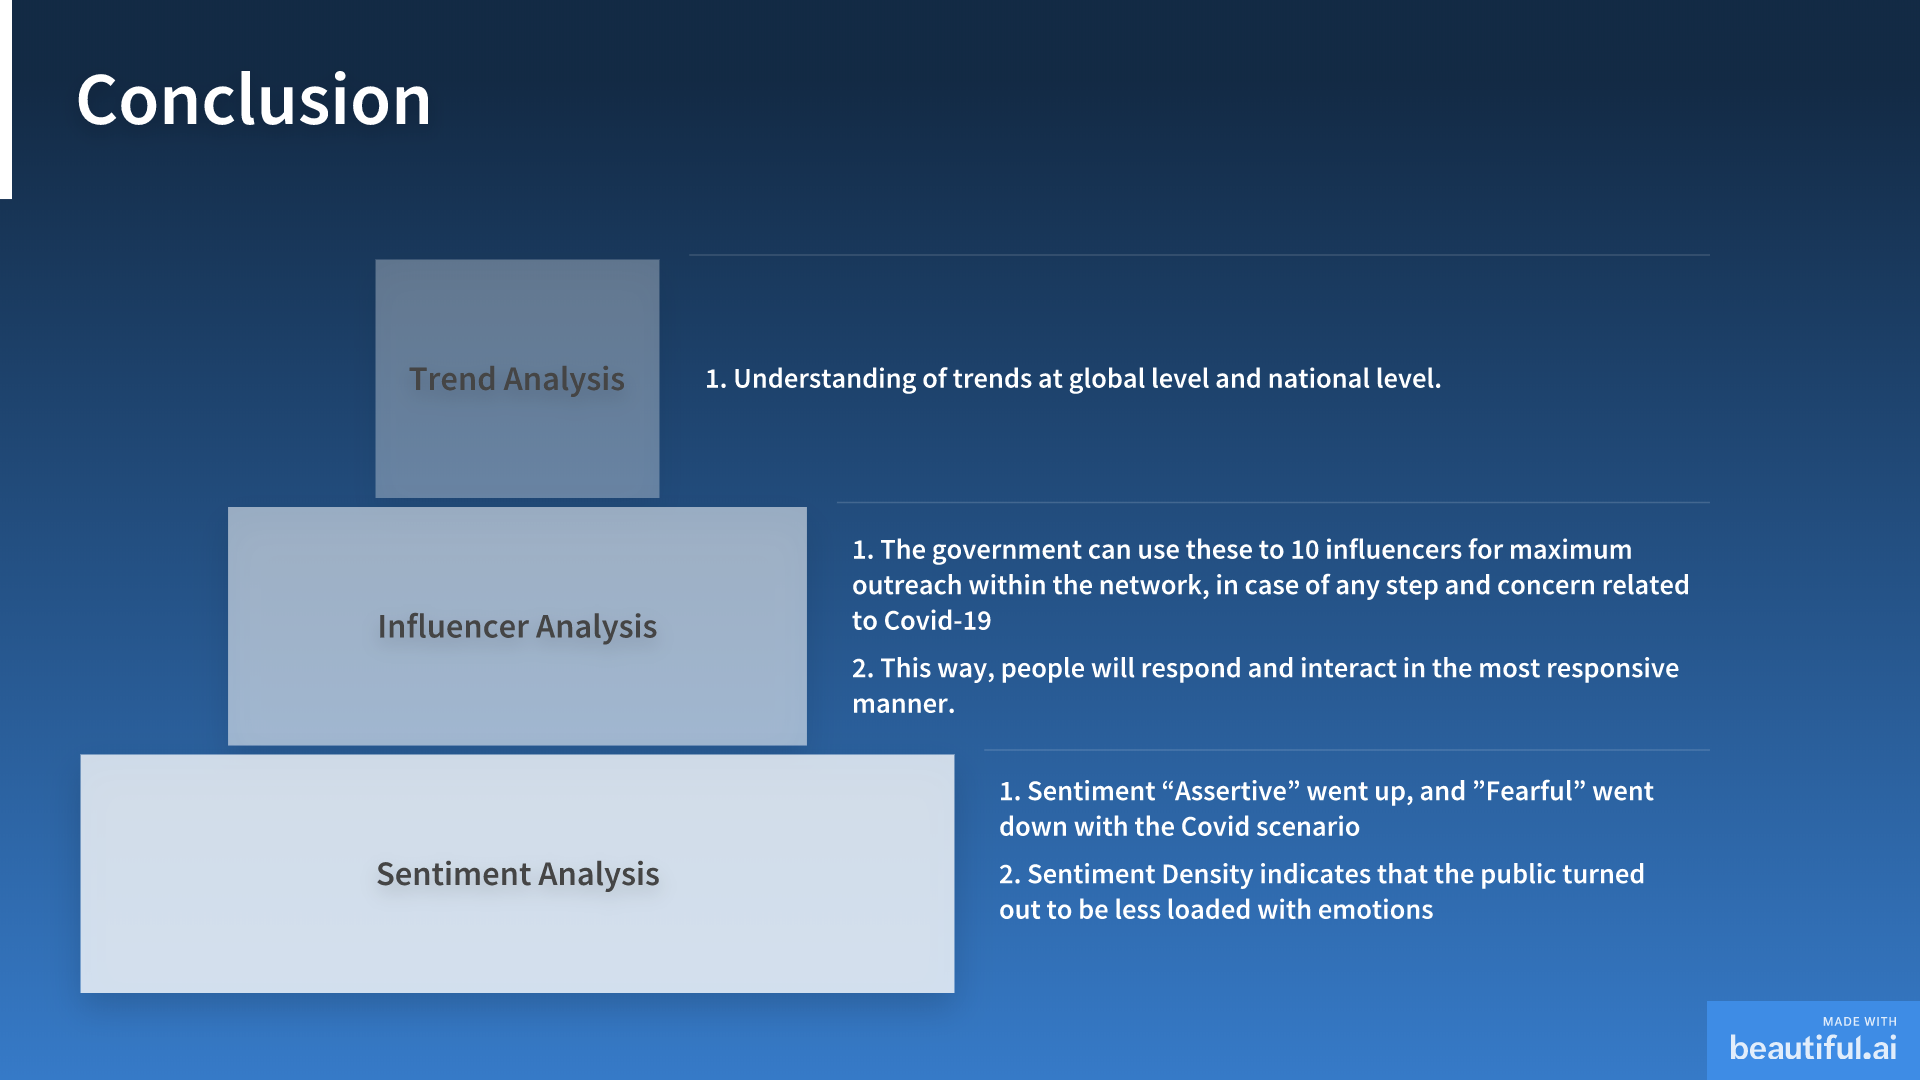 Conclusion
Trend Analysis
1. Understanding of trends at global level and national level.
Influencer Analysis
1. The government can use these to 10 influencers for maximum
outreach within the network, in case of any step and concern related
to Covid-19
2. This way, people will respond and interact in the most responsive
manner.
Sentiment Analysis
1. Sentiment “Assertive” went up, and ”Fearful” went
down with the Covid scenario
2. Sentiment Density indicates that the public turned
out to be less loaded with emotions
MADE WITH
beautiful.ai